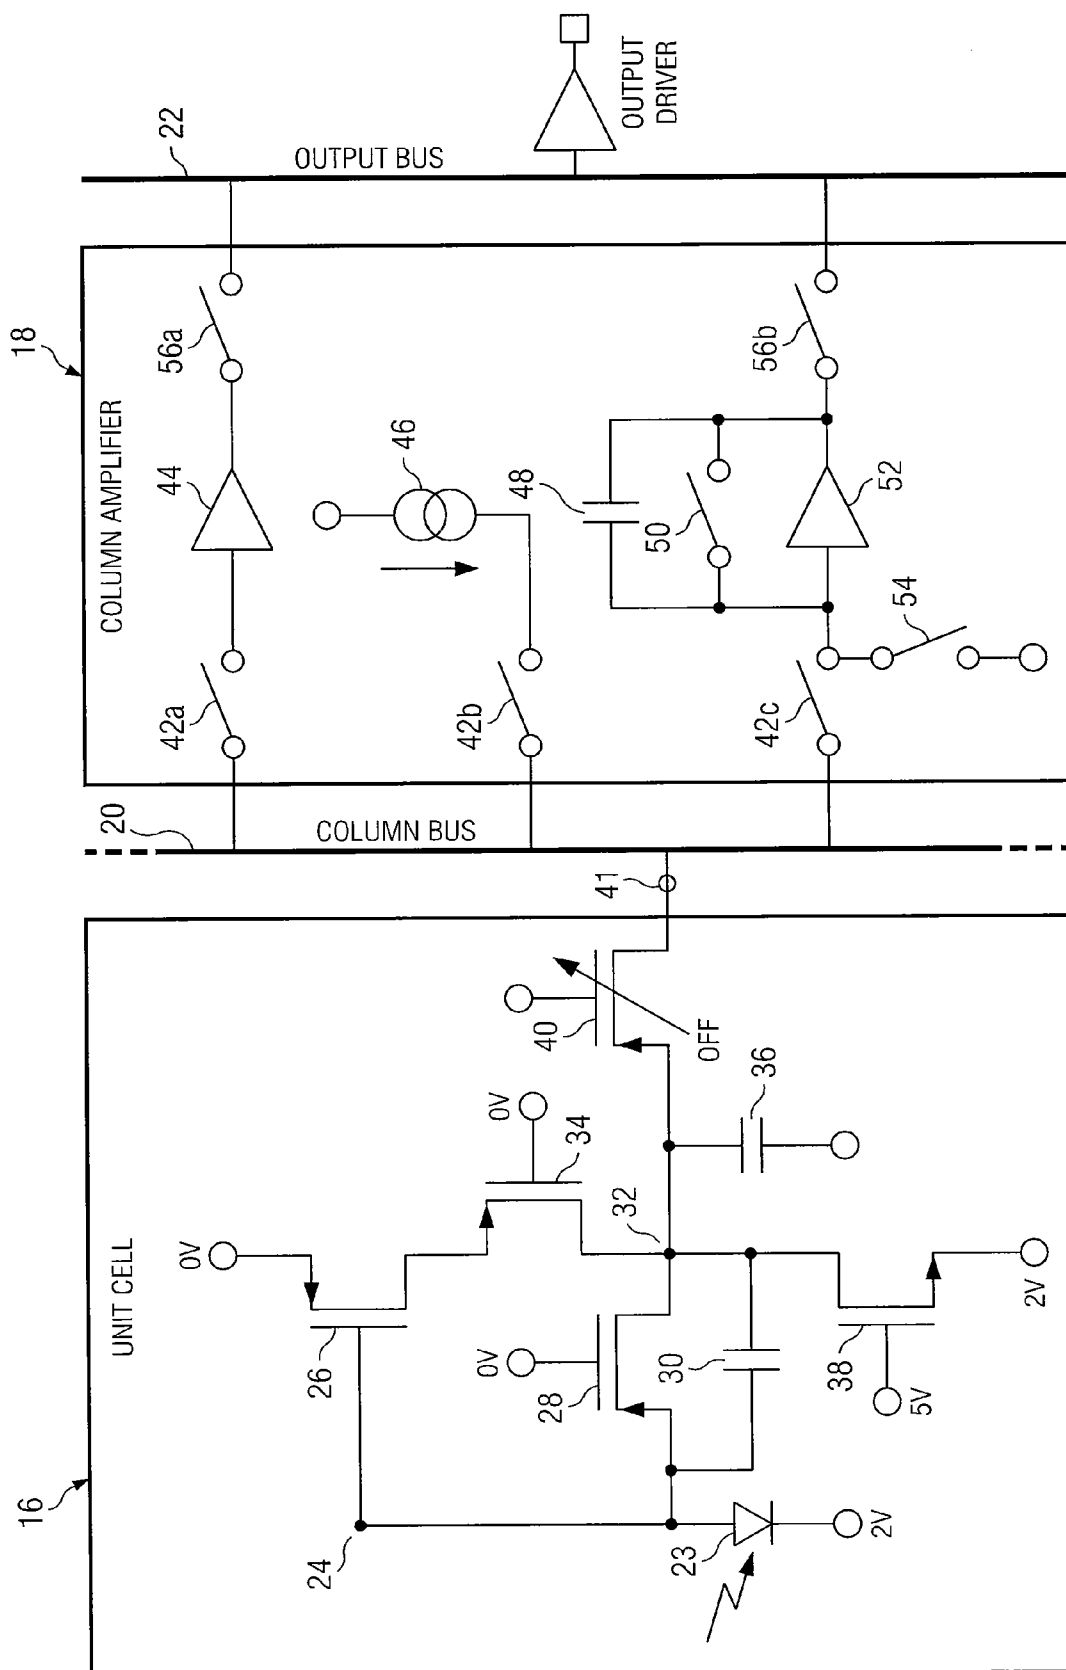 16
UNIT CELL
0V
26
24
0V
28
0V
34
32
30
23
2V
38
5V
2V
36
40
OFF
41
20
COLUMN BUS
18
COLUMN AMPLIFIER
42a
44
56a
42b
46
48
50
42c
52
54
56b
22
OUTPUT BUS
OUTPUT
DRIVER